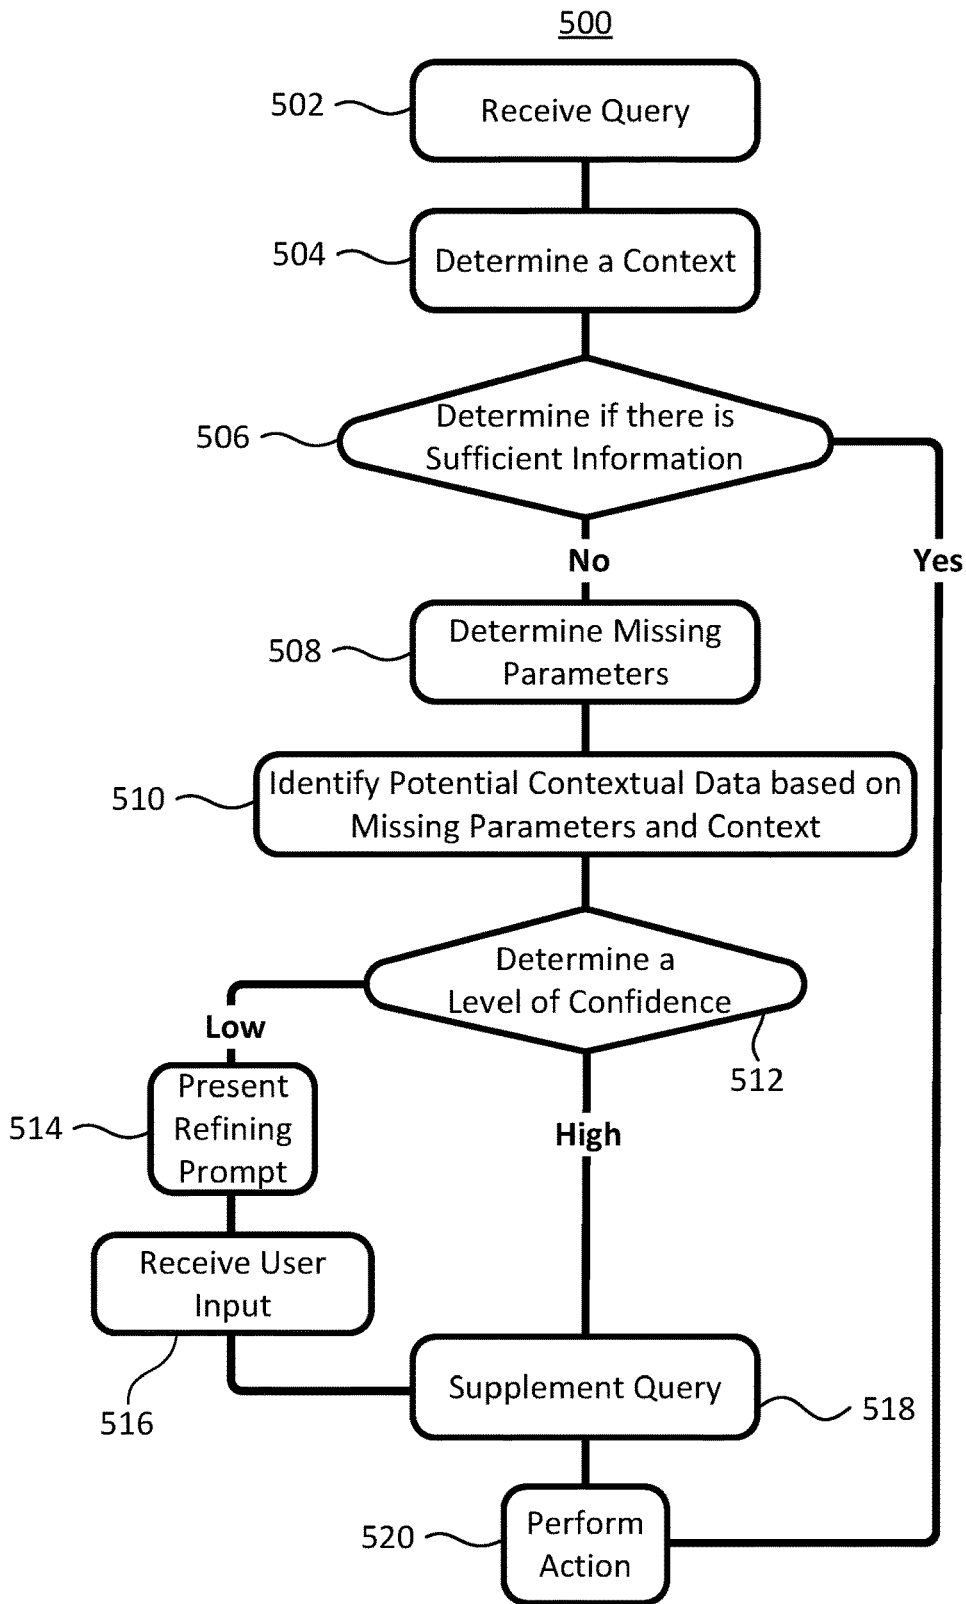 500
502
Receive Query
504
Determine a Context
506
Determine if there is
Sufficient Information
No
Yes
508
Determine Missing
Parameters
510
Identify Potential Contextual Data based on
Missing Parameters and Context
Determine a
Level of Confidence
512
Low
High
514
Present
Refining
Prompt
Receive User
Input
516
Supplement Query
518
520
Perform
Action